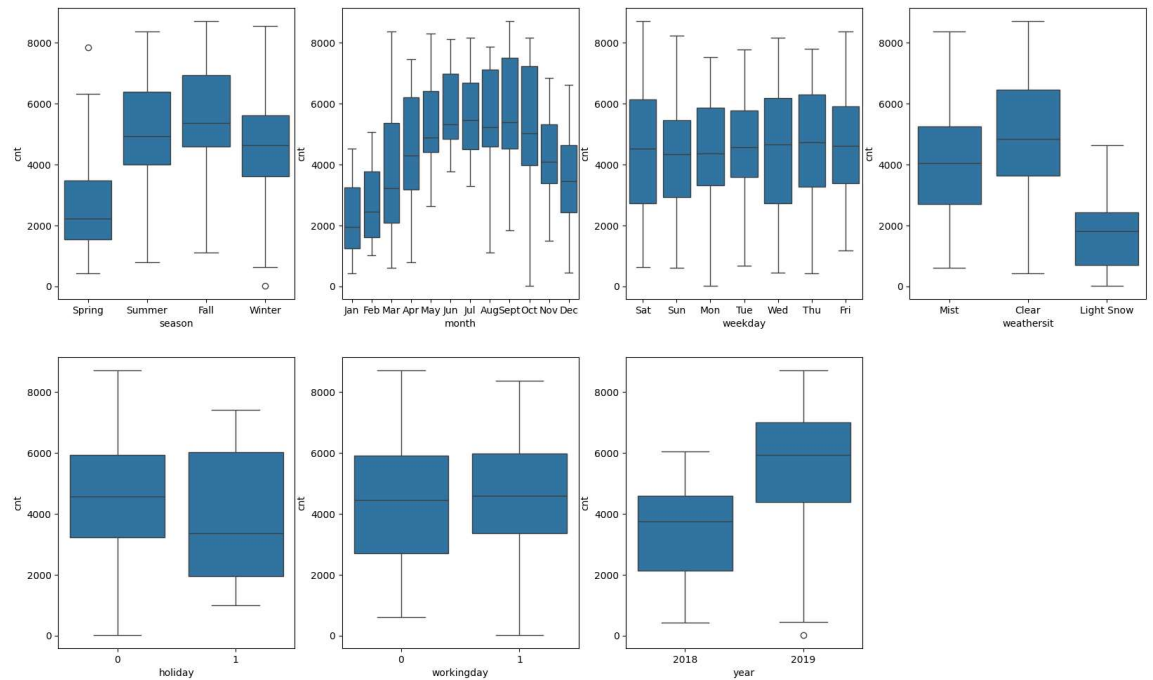 8000
6000
4000
2000
0
cnt
Spring Summer Fall Winter
season
8000
6000
4000
2000
0
cnt
Jan Feb Mar Apr May Jun Jul Aug Sept Oct Nov Dec
month
8000
6000
4000
2000
0
cnt
Sat Sun Mon Tue Wed Thu Fri
weekday
8000
6000
4000
2000
0
cnt
Mist Clear Light Snow
weathersit
8000
6000
4000
2000
0
cnt
0 1
holiday
8000
6000
4000
2000
0
cnt
0 1
workingday
8000
6000
4000
2000
0
cnt
2018 2019
year